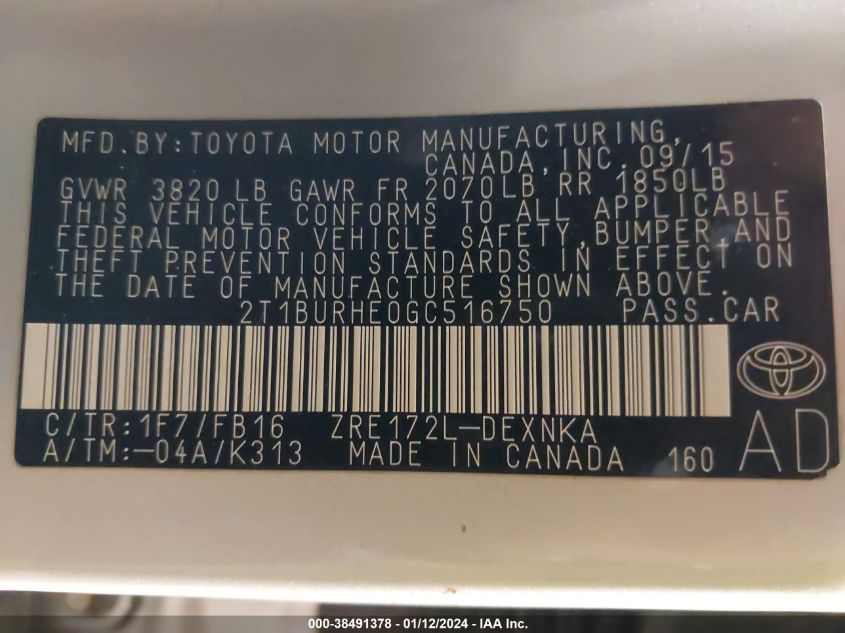 MFD.BY:TOYOTA MOTOR MANUFACTURING,
CANADA,INC. 09/15
GVWR 3820 LB GAWR FR 2070LB RR 1850LB
THIS VEHICLE CONFORMS TO ALL APPLICABLE
FEDERAL MOTOR VEHICLE SAFETY,BUMPER,AND
THEFT PREVENTION STANDARDS IN EFFECT ON
THE DATE OF MANUFACTURE SHOWN ABOVE.
2T1BURHE0GC516750 PASS.CAR
C/TR:1F7/FB16 ZRE172L-DEXNKA
A/TM:-04A/K313 MADE IN CANADA 160 AD
000-38491378 - 01/12/2024 - IAA Inc.